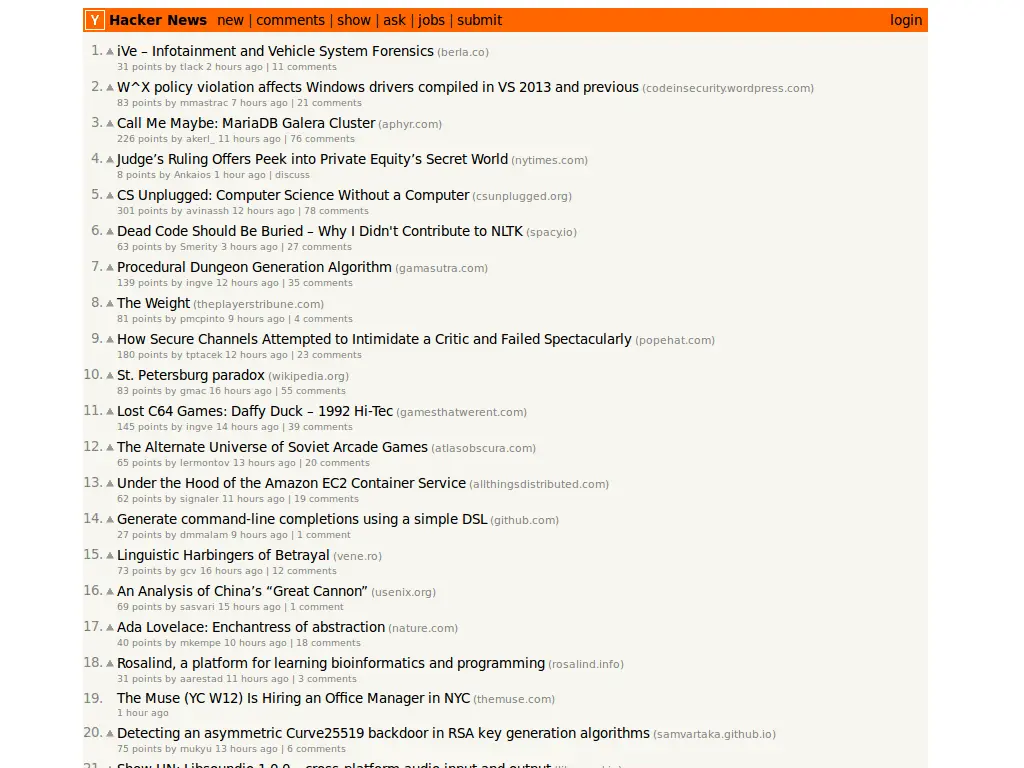 Y Hacker News new | comments | show | ask | jobs | submit login
1. iVe – Infotainment and Vehicle System Forensics (berla.co)
31 points by tlack 2 hours ago | 11 comments
2. W^X policy violation affects Windows drivers compiled in VS 2013 and previous (codeinsecurity.wordpress.com)
83 points by mmastrac 7 hours ago | 21 comments
3. Call Me Maybe: MariaDB Galera Cluster (aphyr.com)
226 points by akerl_ 11 hours ago | 76 comments
4. Judge’s Ruling Offers Peek into Private Equity’s Secret World (nytimes.com)
8 points by Ankaios 1 hour ago | discuss
5. CS Unplugged: Computer Science Without a Computer (csunplugged.org)
301 points by avinassh 12 hours ago | 78 comments
6. Dead Code Should Be Buried – Why I Didn't Contribute to NLTK (spacy.io)
63 points by Smerity 3 hours ago | 27 comments
7. Procedural Dungeon Generation Algorithm (gamasutra.com)
139 points by ingve 12 hours ago | 35 comments
8. The Weight (theplayerstribune.com)
81 points by pmcpinto 9 hours ago | 4 comments
9. How Secure Channels Attempted to Intimidate a Critic and Failed Spectacularly (popehat.com)
180 points by tptacek 12 hours ago | 23 comments
10. St. Petersburg paradox (wikipedia.org)
83 points by gmac 16 hours ago | 55 comments
11. Lost C64 Games: Daffy Duck – 1992 Hi-Tec (gamesthatwerent.com)
145 points by ingve 14 hours ago | 39 comments
12. The Alternate Universe of Soviet Arcade Games (atlasobscura.com)
65 points by lermontov 13 hours ago | 20 comments
13. Under the Hood of the Amazon EC2 Container Service (allthingsdistributed.com)
62 points by signaler 11 hours ago | 19 comments
14. Generate command-line completions using a simple DSL (github.com)
27 points by dmmalam 9 hours ago | 1 comment
15. Linguistic Harbingers of Betrayal (vene.ro)
73 points by gcv 16 hours ago | 12 comments
16. An Analysis of China’s “Great Cannon” (usenix.org)
69 points by sasvari 15 hours ago | 1 comment
17. Ada Lovelace: Enchantress of abstraction (nature.com)
40 points by mkempe 10 hours ago | 18 comments
18. Rosalind, a platform for learning bioinformatics and programming (rosalind.info)
31 points by aarestad 11 hours ago | 3 comments
19. The Muse (YC W12) Is Hiring an Office Manager in NYC (themuse.com)
1 hour ago
20. Detecting an asymmetric Curve25519 backdoor in RSA key generation algorithms (samvartaka.github.io)
75 points by mukyu 13 hours ago | 6 comments
21. Show HN: Libsoundio 1.0.0 – cross-platform audio input and output